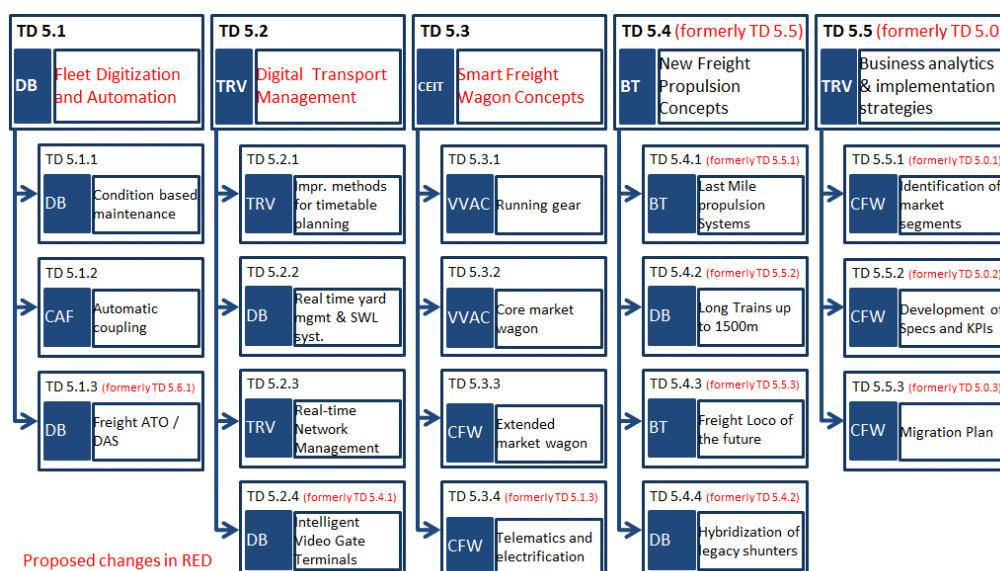 TD 5.1
DB
Fleet Digitization
and Automation
TD 5.1.1
DB
Condition based
maintenance
TD 5.1.2
CAF
Automatic
coupling
TD 5.1.3 (formerly TD 5.6.1)
DB
Freight ATO /
DAS
TD 5.2
TRV
Digital Transport
Management
TD 5.2.1
TRV
Impr. methods
for timetable
planning
TD 5.2.2
DB
Real time yard
mgmt & SWL
syst.
TD 5.2.3
TRV
Real-time
Network
Management
TD 5.2.4 (formerly TD 5.4.1)
DB
Intelligent
Video Gate
Terminals
TD 5.3
CEIT
Smart Freight
Wagon Concepts
TD 5.3.1
VVAC
Running gear
TD 5.3.2
VVAC
Core market
wagon
TD 5.3.3
CFW
Extended
market wagon
TD 5.3.4 (formerly TD 5.1.3)
CFW
Telematics and
electrification
TD 5.4 (formerly TD 5.5)
BT
New Freight
Propulsion
Concepts
TD 5.4.1 (formerly TD 5.5.1)
BT
Last Mile
propulsion
Systems
TD 5.4.2 (formerly TD 5.5.2)
DB
Long Trains up
to 1500m
TD 5.4.3 (formerly TD 5.5.3)
BT
Freight Loco of
the future
TD 5.4.4 (formerly TD 5.4.2)
DB
Hybridization of
legacy shunters
TD 5.5 (formerly TD 5.0
TRV
Business analytics
& implementation
strategies
TD 5.5.1 (formerly TD 5.0.1)
CFW
Identification of
market
segments
TD 5.5.2 (formerly TD 5.0.2)
CFW
Development of
Specs and KPIs
TD 5.5.3 (formerly TD 5.0.3)
CFW
Migration Plan
Proposed changes in RED